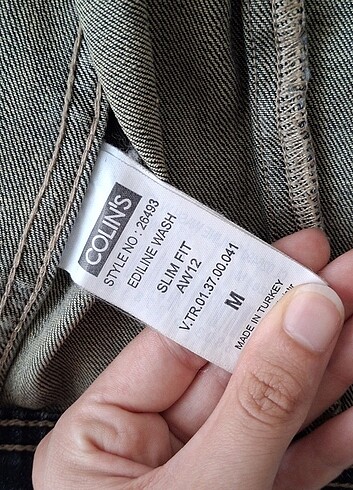 COLIN'S
STYLE NO : 26493
EDILINE WASH
SLIM FIT
AW12
V.TR.01.37.00.041
M
MADE IN TURKEY